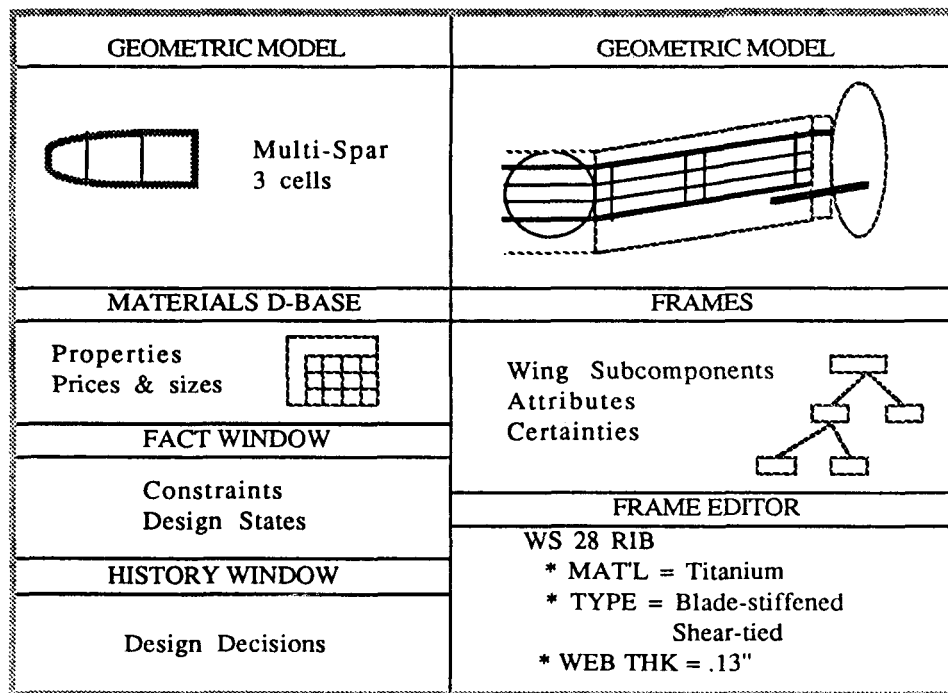 GEOMETRIC MODEL
Multi-Spar
3 cells
MATERIALS D-BASE
Properties
Prices & sizes
FACT WINDOW
Constraints
Design States
HISTORY WINDOW
Design Decisions
GEOMETRIC MODEL
FRAMES
Wing Subcomponents
Attributes
Certainties
FRAME EDITOR
WS 28 RIB
* MAT'L = Titanium
* TYPE = Blade-stiffened
Shear-tied
* WEB THK = .13"